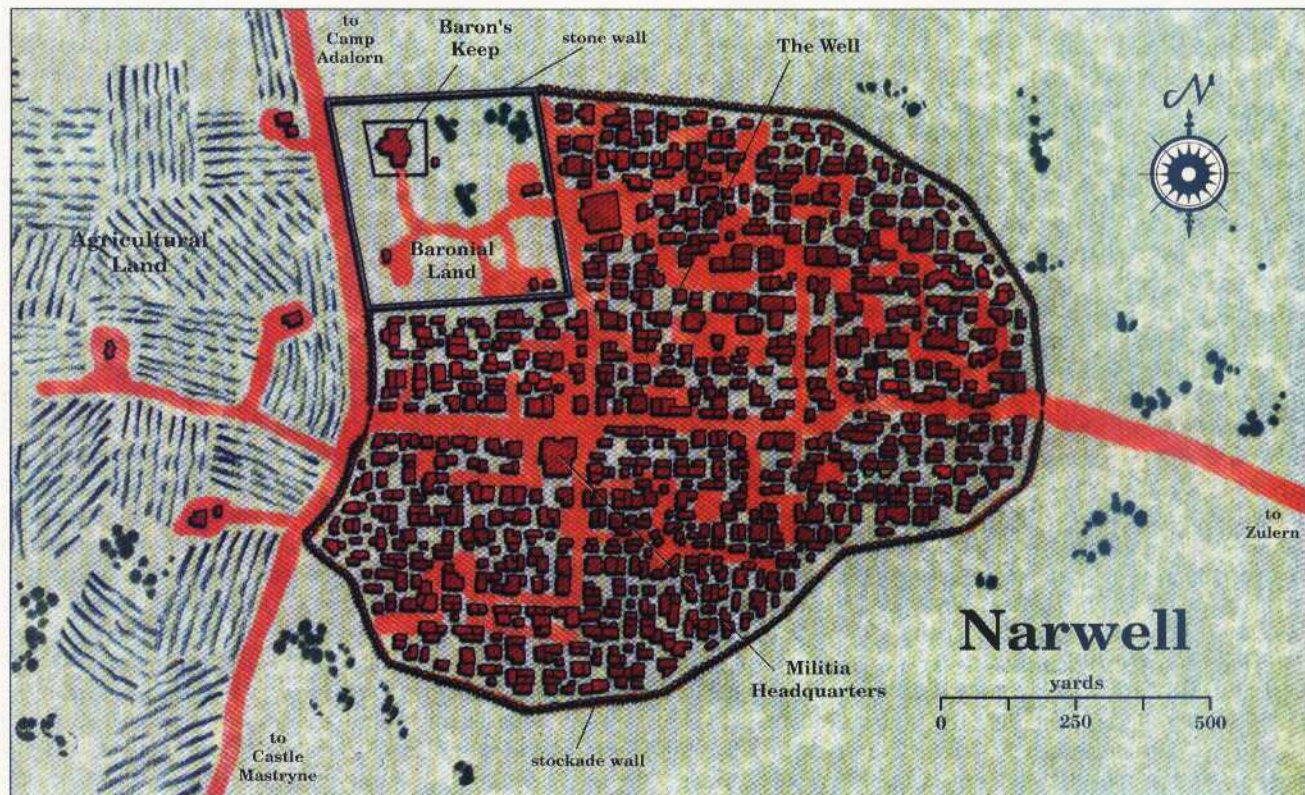 to
Camp
Adalorn
Baron's
Keep
stone wall
The Well
N
Agricultural
Land
Baronial
Land
to
Zulern
Narwell
yards
0 250 500
Militia
Headquarters
to
Castle
Mastryne
stockade wall